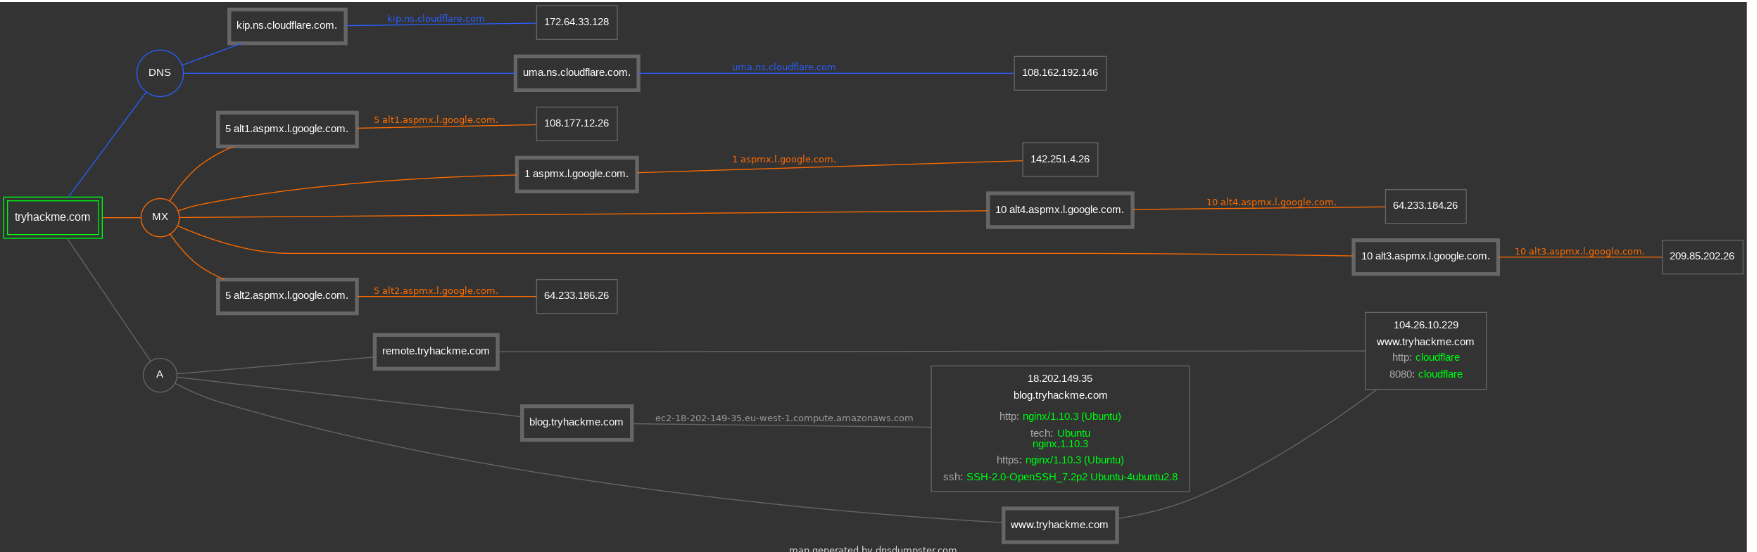 kip.ns.cloudflare.com.
kip.ns.cloudflare.com
172.64.33.128
DNS
uma.ns.cloudflare.com.
uma.ns.cloudflare.com
108.162.192.146
5 alt1.aspmx.l.google.com.
5 alt1.aspmx.l.google.com.
108.177.12.26
1 aspmx.l.google.com.
1 aspmx.l.google.com.
142.251.4.26
tryhackme.com
MX
10 alt4.aspmx.l.google.com.
10 alt4.aspmx.l.google.com.
64.233.184.26
10 alt3.aspmx.l.google.com.
10 alt3.aspmx.l.google.com.
209.85.202.26
5 alt2.aspmx.l.google.com.
5 alt2.aspmx.l.google.com.
64.233.186.26
A
remote.tryhackme.com
104.26.10.229
www.tryhackme.com
http: cloudflare
8080: cloudflare
blog.tryhackme.com
ec2-18-202-149-35.eu-west-1.compute.amazonaws.com
18.202.149.35
blog.tryhackme.com
http: nginx/1.10.3 (Ubuntu)
tech: Ubuntu
nginx,1.10.3
https: nginx/1.10.3 (Ubuntu)
ssh: SSH-2.0-OpenSSH_7.2p2 Ubuntu-4ubuntu2.8
www.tryhackme.com
map generated by dnsdumpster.com